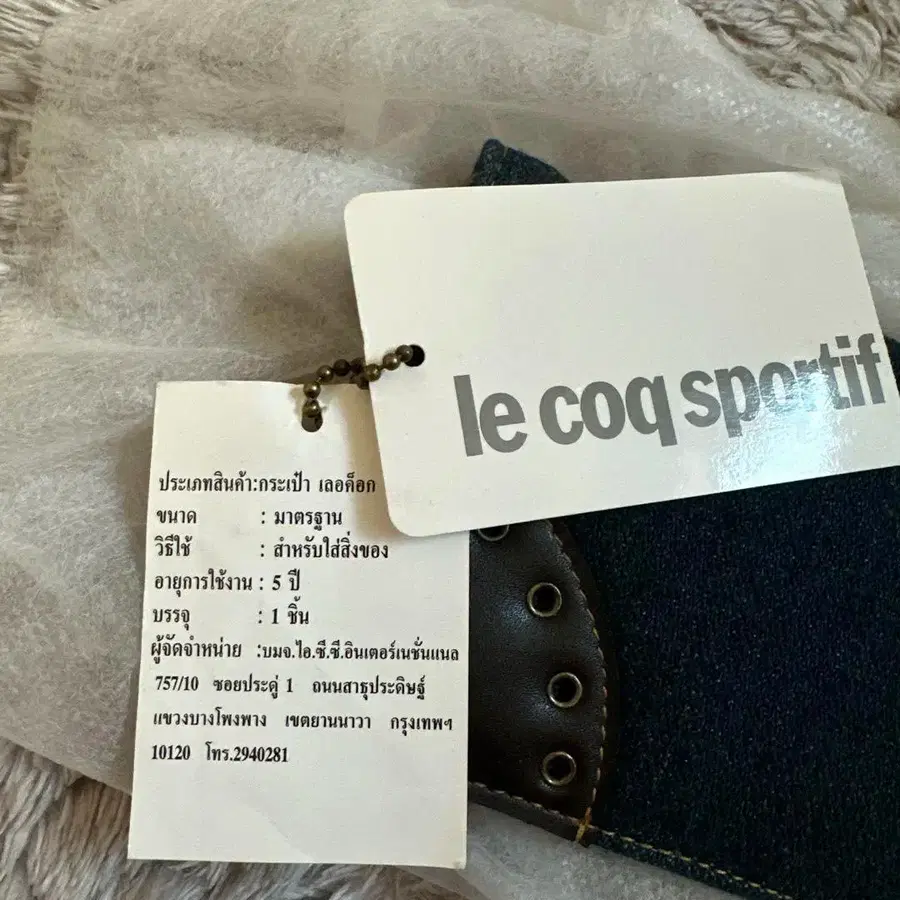 le coq sportif
ประเภทสินค้า:กระเป๋า เลอค็อก
ขนาด : มาตรฐาน
วิธีใช้ : สำหรับใส่สิ่งของ
อายุการใช้งาน : 5 ปี
บรรจุ : 1 ชิ้น
ผู้จัดจำหน่าย :บมจ.ไอ.ซี.ซี.อินเตอร์เนชั่นแนล
757/10 ซอยประดู่ 1 ถนนสาธุประดิษฐ์
แขวงบางโพงพาง เขตยานนาวา กรุงเทพฯ
10120 โทร.2940281